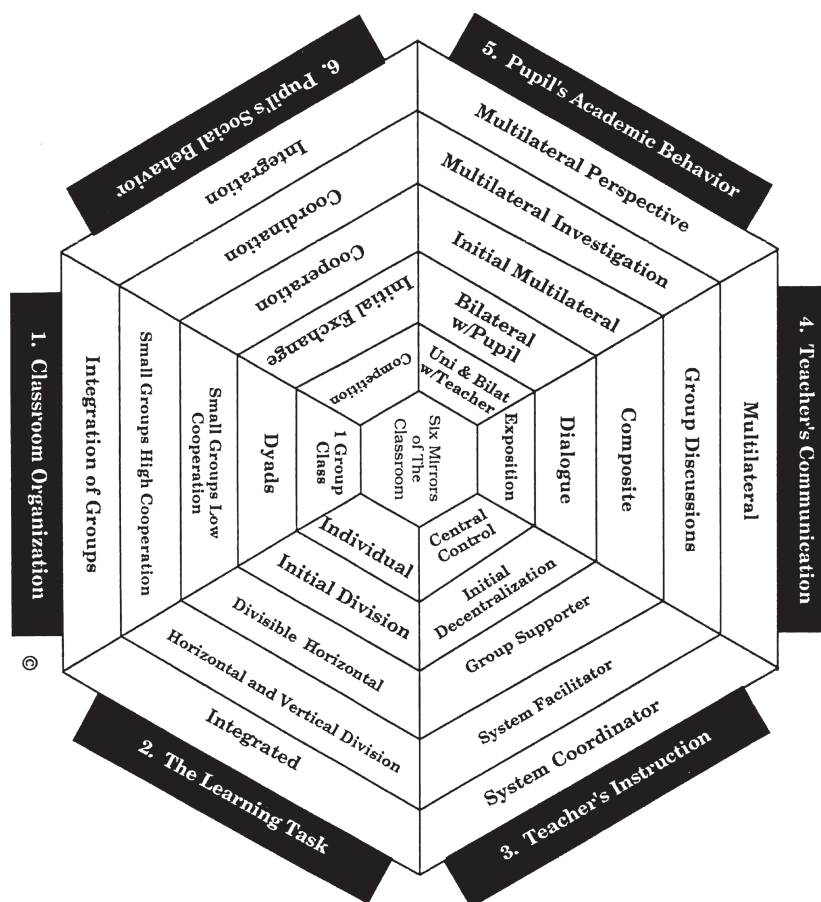 Six Mirrors
of The
Classroom
1. Classroom Organization
1 Group
Class
Dyads
Small Groups Low
Cooperation
Small Groups High Cooperation
Integration of Groups
2. The Learning Task
Individual
Initial Division
Divisible Horizontal
Horizontal and Vertical Division
Integrated
3. Teacher's Instruction
Central
Control
Initial
Decentralization
Group Supporter
System Facilitator
System Coordinator
4. Teacher's Communication
Exposition
Dialogue
Composite
Group Discussions
Multilateral
5. Pupil's Academic Behavior
Uni & Bilat
w/Teacher
Bilateral
w/Pupil
Initial Multilateral
Multilateral Investigation
Multilateral Perspective
6. Pupil's Social Behavior
Competition
Initial Exchange
Cooperation
Coordination
Integration
©